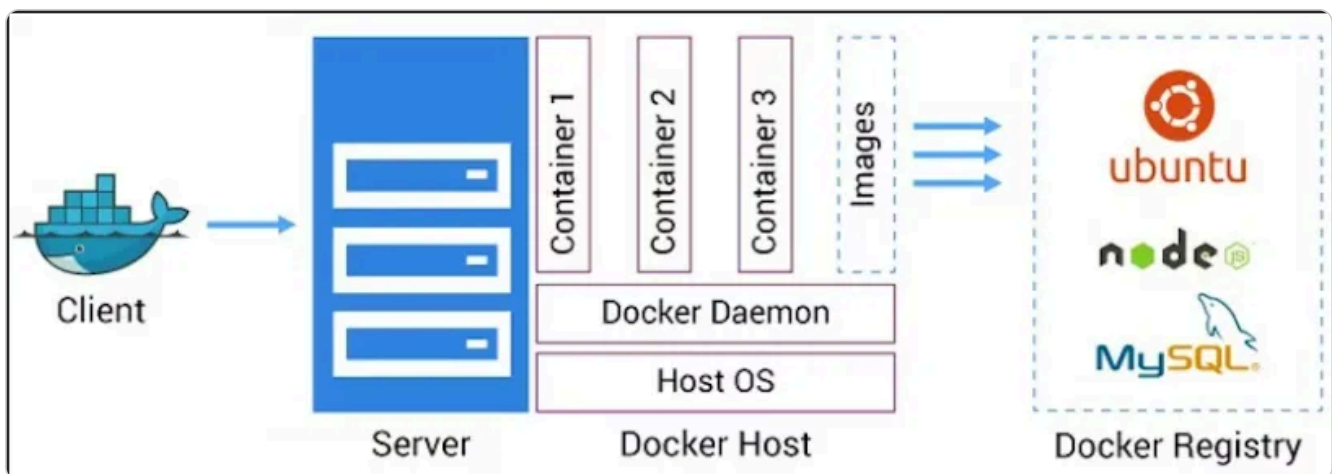 Client
Server
Container 1
Container 2
Container 3
Images
Docker Daemon
Host OS
Docker Host
ubuntu
node JS
MySQL®
Docker Registry